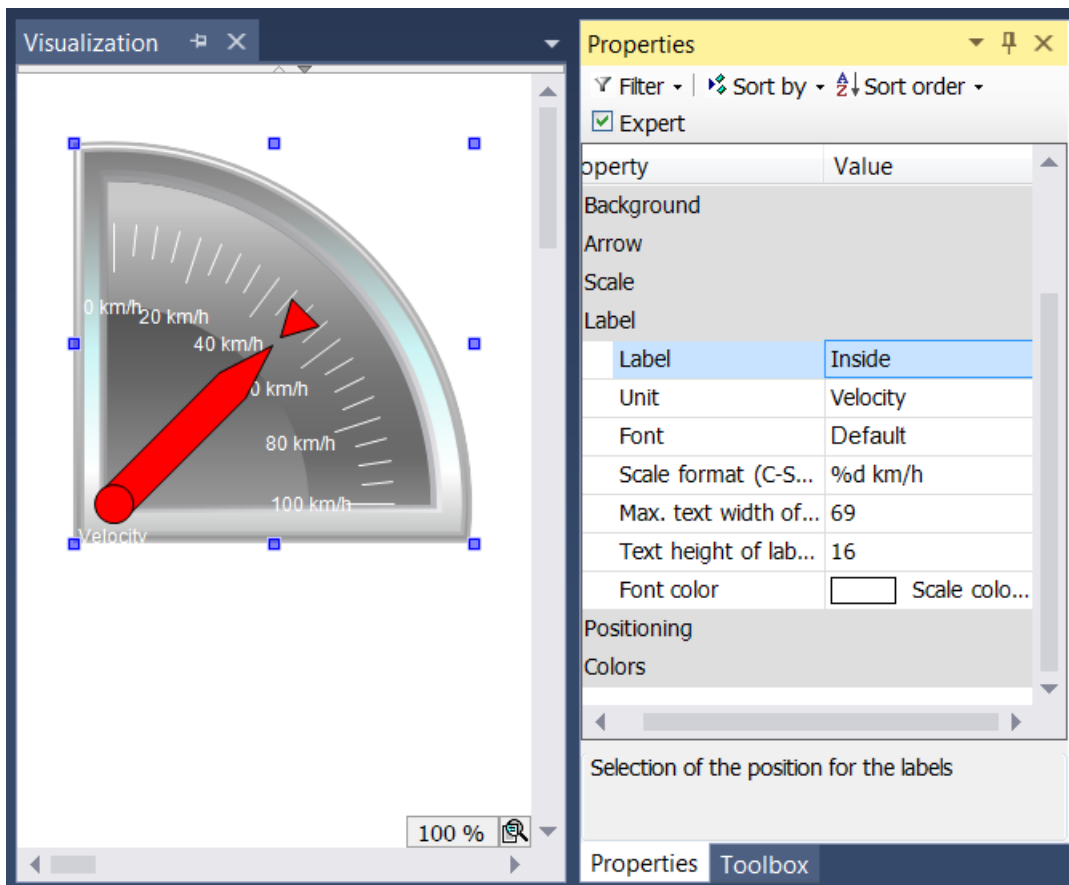 Visualization
0 km/h
20 km/h
40 km/h
0 km/h
80 km/h
100 km/h
Velocity
100 %
Properties
Filter
Sort by
Sort order
Expert
operty Value
Background
Arrow
Scale
Label
Label Inside
Unit Velocity
Font Default
Scale format (C-S... %d km/h
Max. text width of... 69
Text height of lab... 16
Font color Scale colo...
Positioning
Colors
Selection of the position for the labels
Properties Toolbox